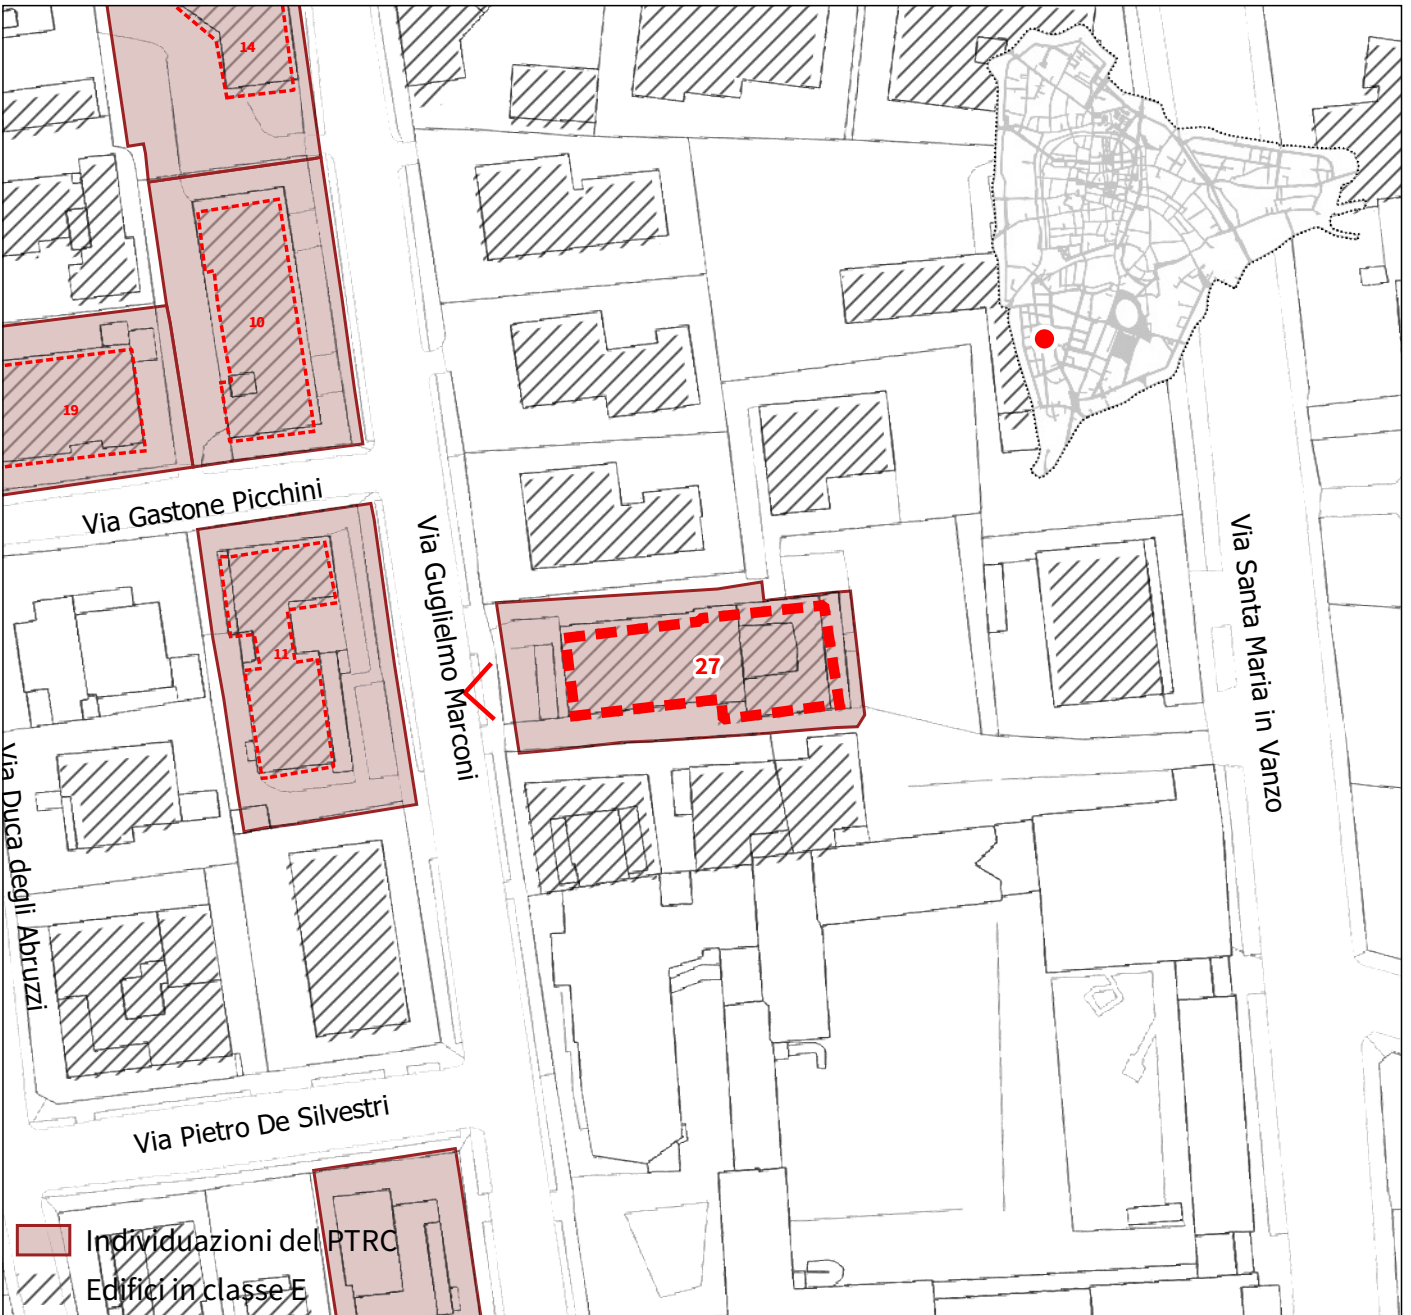 14
10
19
Via Gastone Picchini
Via Guglielmo Marconi
Via Santa Maria in Vanzo
11
27
Via Duca degli Abruzzi
Via Pietro De Silvestri
Individuazioni del PTRC
Edifici in classe E